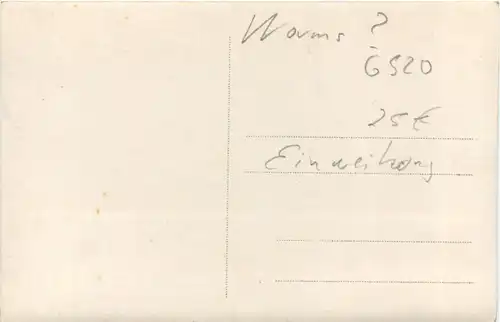 Worms ?
6520
25€
Einweihung